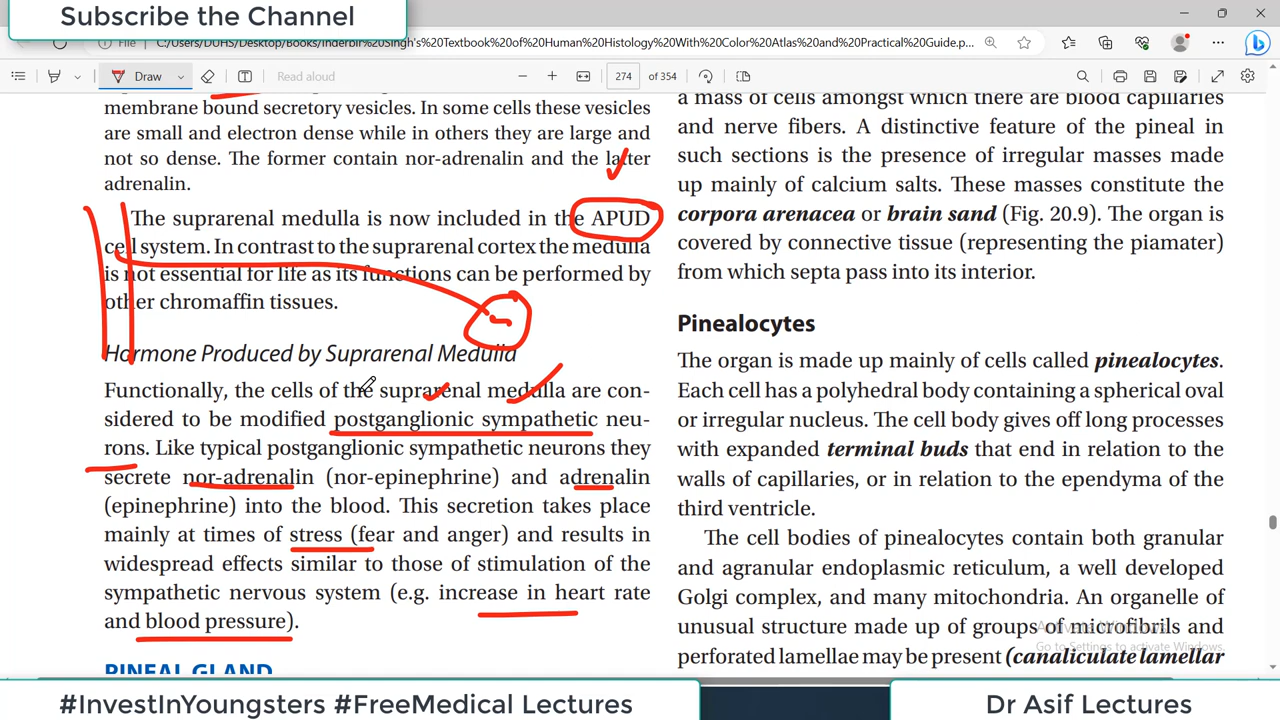 Subscribe the Channel
File
C:/Users/DUHS/Desktop/Books/Inderbir%20Singh's%20Textbook%20of%20Human%20Histology%20With%20Color%20Atlas%20and%20Practical%20Guide.p...
Draw
Read aloud
274 of 354
membrane bound secretory vesicles. In some cells these vesicles
are small and electron dense while in others they are large and
not so dense. The former contain nor-adrenalin and the latter
adrenalin.
The suprarenal medulla is now included in the APUD
cell system. In contrast to the suprarenal cortex the medulla
is not essential for life as its functions can be performed by
other chromaffin tissues.
Hormone Produced by Suprarenal Medulla
Functionally, the cells of the suprarenal medulla are con-
sidered to be modified postganglionic sympathetic neu-
rons. Like typical postganglionic sympathetic neurons they
secrete nor-adrenalin (nor-epinephrine) and adrenalin
(epinephrine) into the blood. This secretion takes place
mainly at times of stress (fear and anger) and results in
widespread effects similar to those of stimulation of the
sympathetic nervous system (e.g. increase in heart rate
and blood pressure).
PINEAL GLAND
a mass of cells amongst which there are blood capillaries
and nerve fibers. A distinctive feature of the pineal in
such sections is the presence of irregular masses made
up mainly of calcium salts. These masses constitute the
corpora arenacea or brain sand (Fig. 20.9). The organ is
covered by connective tissue (representing the piamater)
from which septa pass into its interior.
Pinealocytes
The organ is made up mainly of cells called pinealocytes.
Each cell has a polyhedral body containing a spherical oval
or irregular nucleus. The cell body gives off long processes
with expanded terminal buds that end in relation to the
walls of capillaries, or in relation to the ependyma of the
third ventricle.
The cell bodies of pinealocytes contain both granular
and agranular endoplasmic reticulum, a well developed
Golgi complex, and many mitochondria. An organelle of
unusual structure made up of groups of microfibrils and
perforated lamellae may be present (canaliculate lamellar
Activate Windows
Go to Settings to activate Windows.
#InvestInYoungsters #FreeMedical Lectures
Dr Asif Lectures